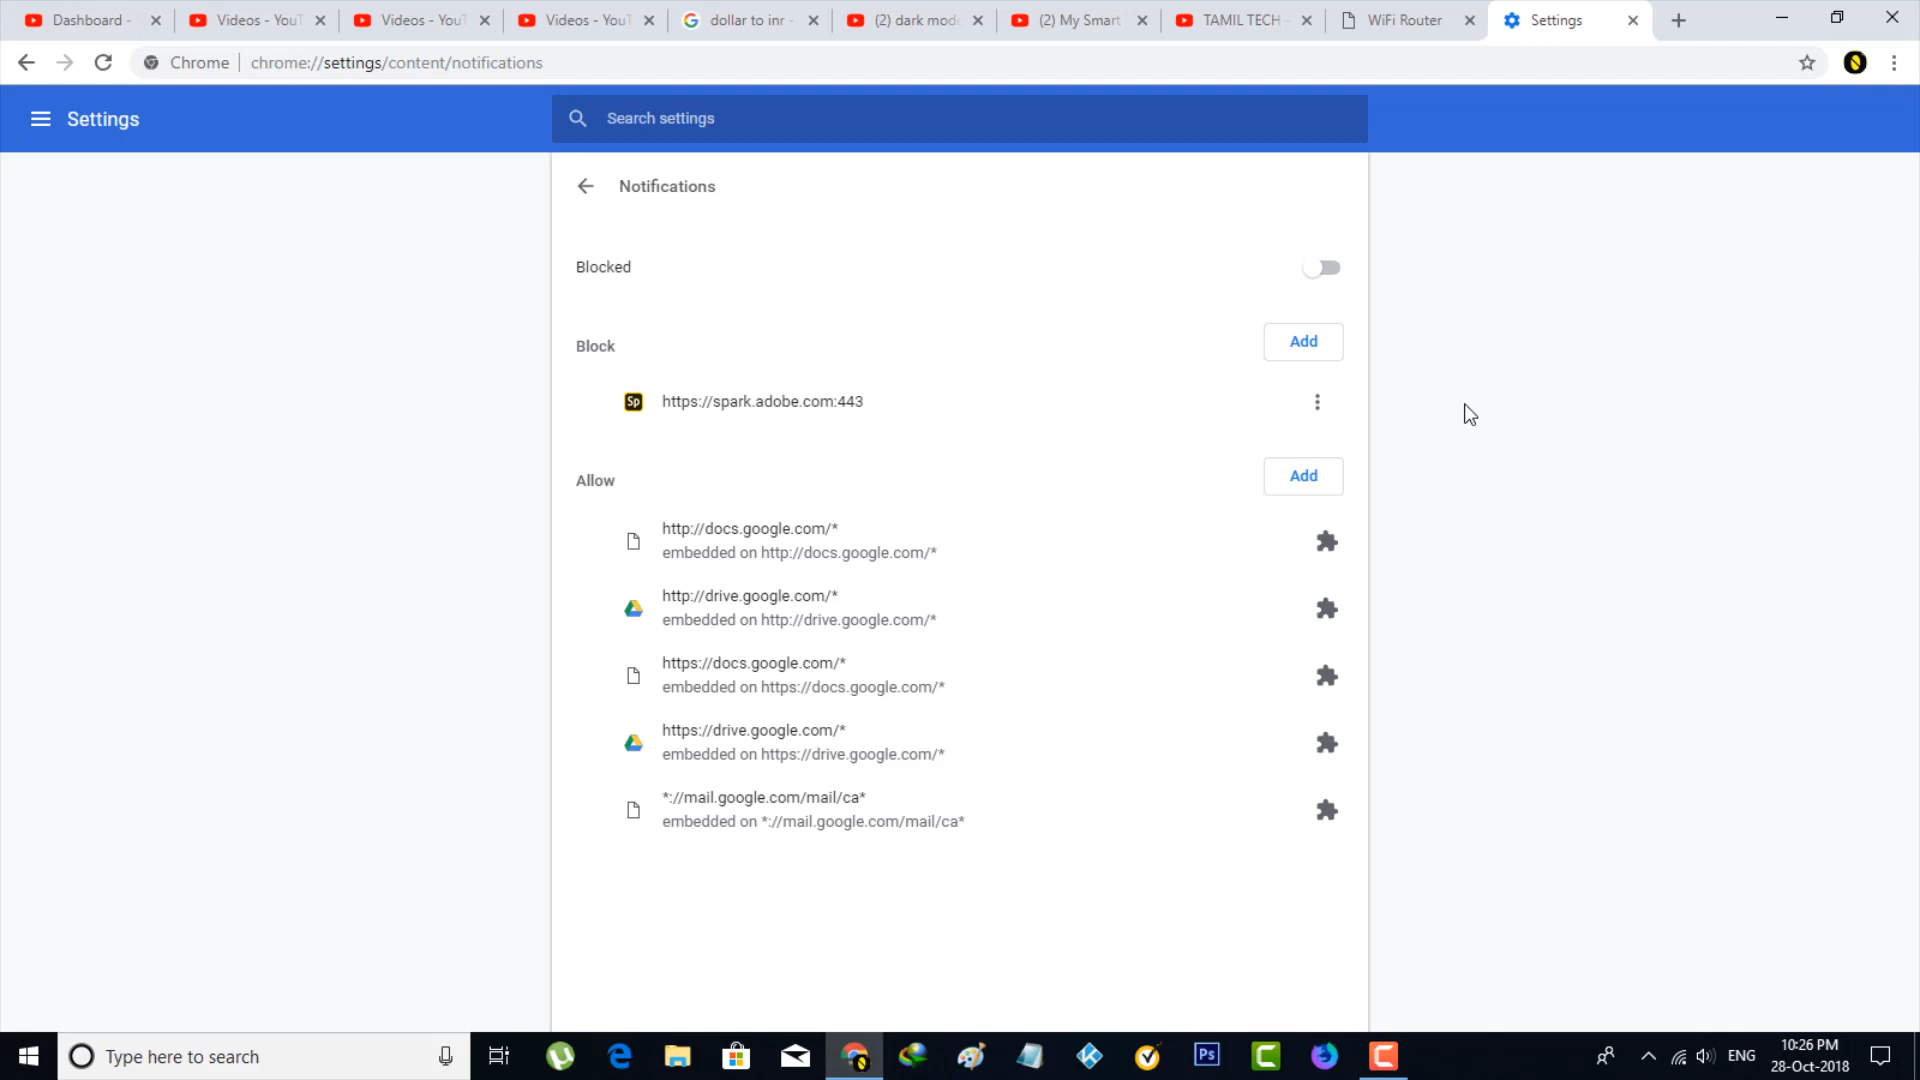 Dashboard -
Videos - YouT
Videos - YouT
Videos - YouT
dollar to inr -
(2) dark mode
(2) My Smart
TAMIL TECH -
WiFi Router
Settings
Chrome
chrome://settings/content/notifications
Settings
Search settings
Notifications
Blocked
Block
Add
Sp
https://spark.adobe.com:443
Allow
Add
http://docs.google.com/*
embedded on http://docs.google.com/*
http://drive.google.com/*
embedded on http://drive.google.com/*
https://docs.google.com/*
embedded on https://docs.google.com/*
https://drive.google.com/*
embedded on https://drive.google.com/*
*://mail.google.com/mail/ca*
embedded on *://mail.google.com/mail/ca*
Type here to search
Ps
ENG
10:26 PM
28-Oct-2018